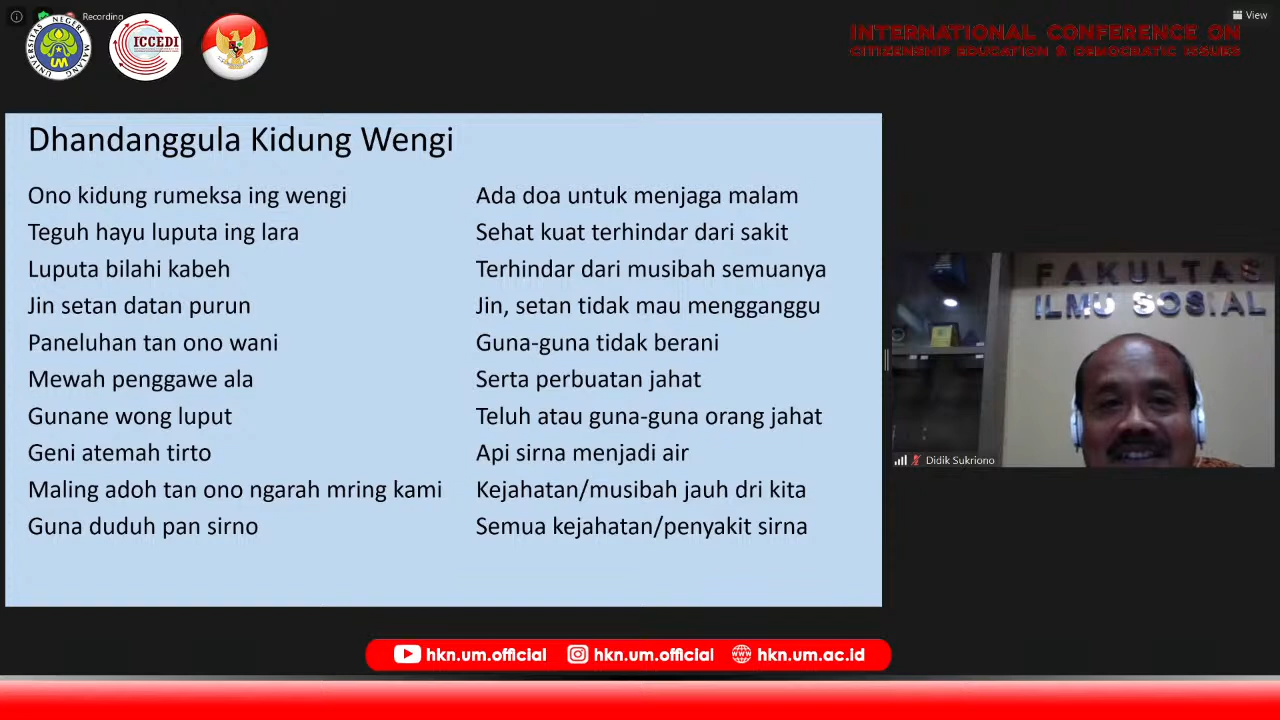 Recording
View
UNIVERSITAS NEGERI MALANG
UM
ICCEDI
INTERNATIONAL CONFERENCE ON
CITIZENSHIP EDUCATION & DEMOCRATIC ISSUES
Dhandanggula Kidung Wengi
Ono kidung rumeksa ing wengi
Teguh hayu luputa ing lara
Luputa bilahi kabeh
Jin setan datan purun
Paneluhan tan ono wani
Mewah penggawe ala
Gunane wong luput
Geni atemah tirto
Maling adoh tan ono ngarah mring kami
Guna duduh pan sirno
Ada doa untuk menjaga malam
Sehat kuat terhindar dari sakit
Terhindar dari musibah semuanya
Jin, setan tidak mau mengganggu
Guna-guna tidak berani
Serta perbuatan jahat
Teluh atau guna-guna orang jahat
Api sirna menjadi air
Kejahatan/musibah jauh dri kita
Semua kejahatan/penyakit sirna
FAKULTAS
ILMU SOSIAL
Didik Sukriono
hkn.um.official
hkn.um.official
hkn.um.ac.id